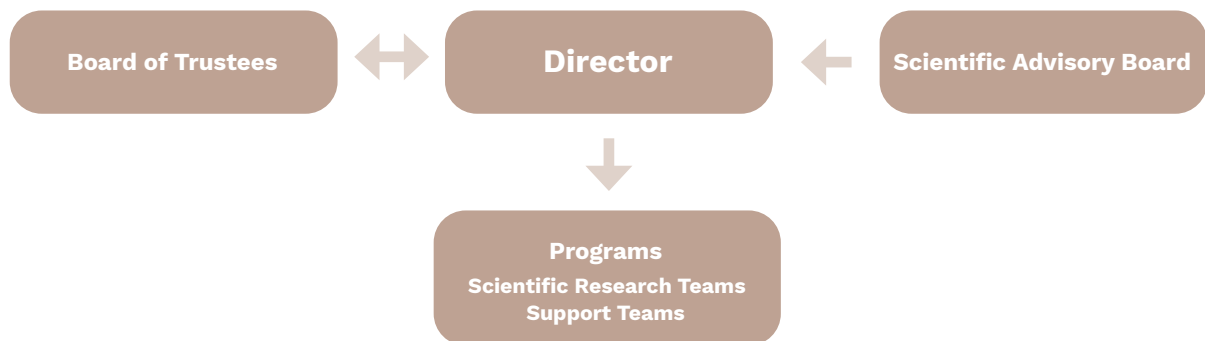 Board of Trustees
Director
Scientific Advisory Board
Programs
Scientific Research Teams
Support Teams